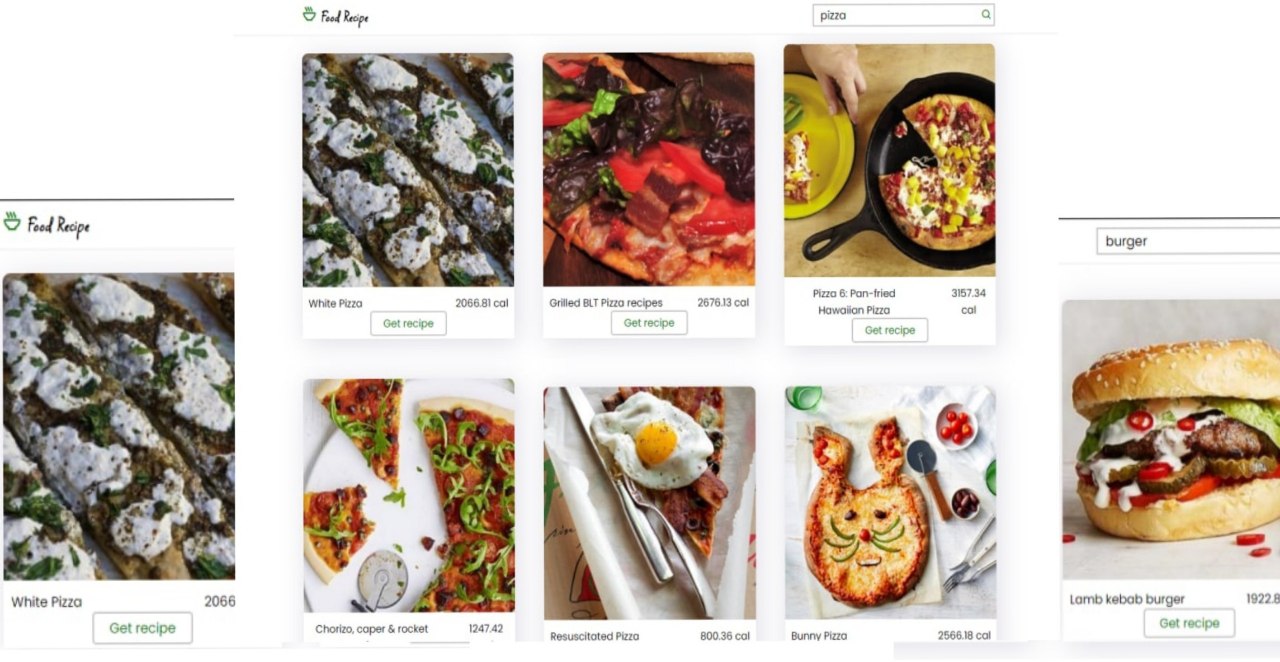 Food Recipe
pizza
White Pizza 2066.81 cal
Get recipe
Grilled BLT Pizza recipes 2676.13 cal
Get recipe
Pizza 6: Pan-fried 3157.34
Hawaiian Pizza cal
Get recipe
Chorizo, caper & rocket 1247.42
Resuscitated Pizza 800.36 cal
Bunny Pizza 2566.18 cal
Food Recipe
White Pizza 2066
Get recipe
burger
Lamb kebab burger 1922.8
Get recipe